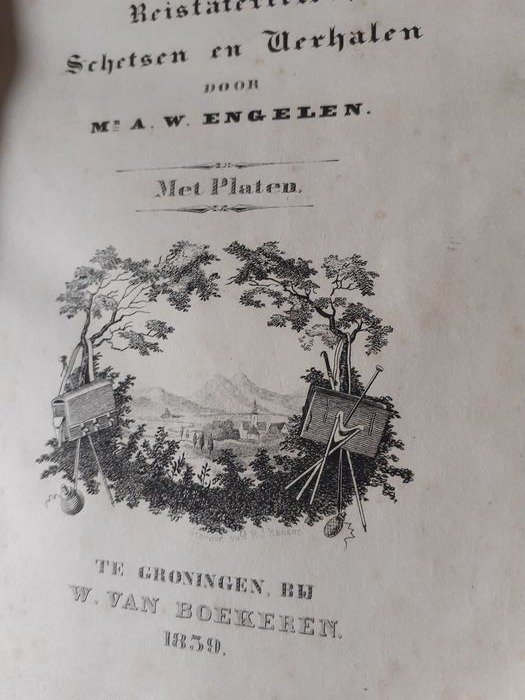 Schetsen en Verhalen
DOOR
Mr. A. W. ENGELEN.
Met Platen.
TE GRONINGEN, BIJ
W. VAN BOEKEREN.
1839.